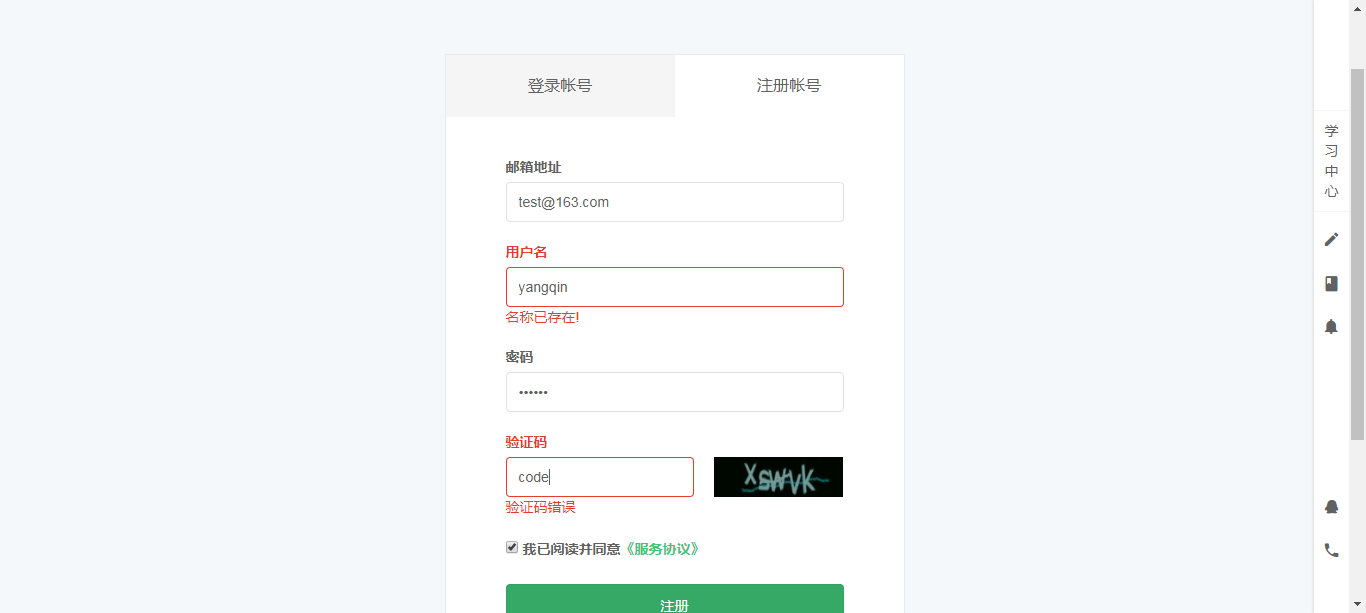 登录帐号
注册帐号
邮箱地址
test@163.com
用户名
yangqin
名称已存在!
密码
••••••
验证码
code
xswvk
验证码错误
我已阅读并同意《服务协议》
注册
学
习
中
心